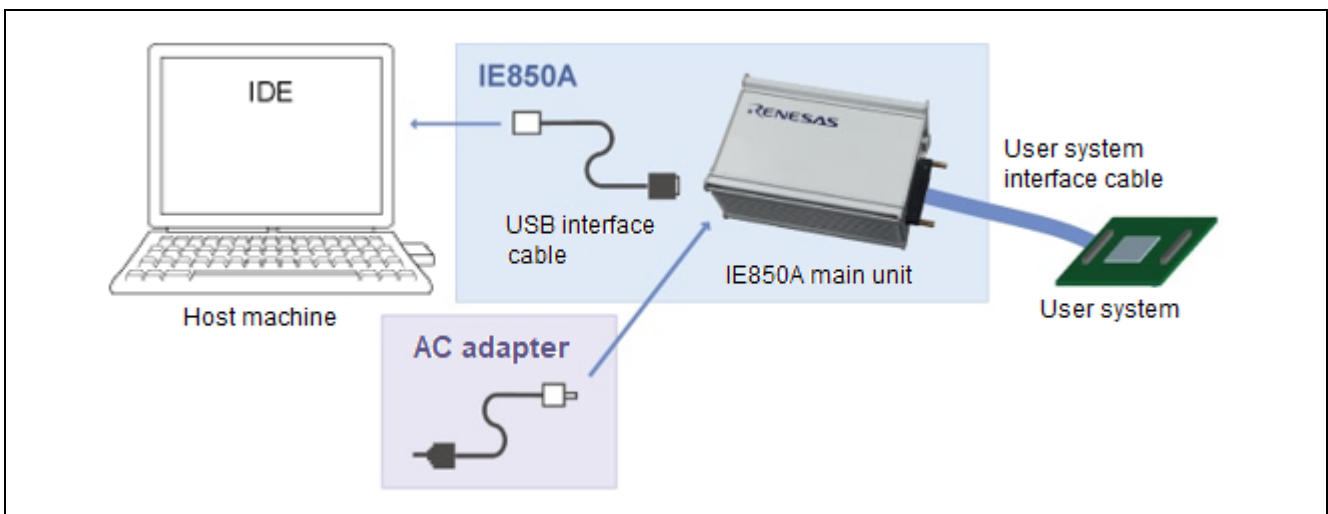 IDE
IE850A
RENESAS
USB interface
cable
IE850A main unit
User system
interface cable
User system
Host machine
AC adapter